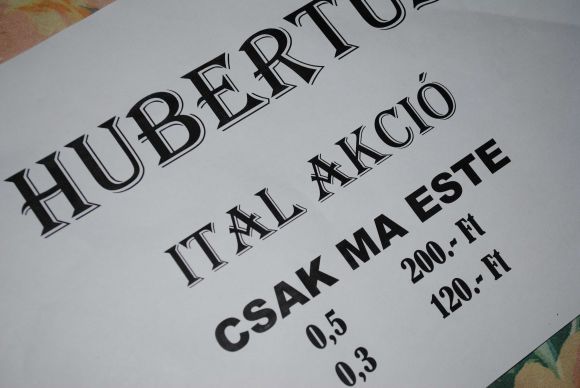 HUBERTU
ITAL AKCIÓ
CSAK MA ESTE
0,5 200.- Ft
0,3 120.- Ft